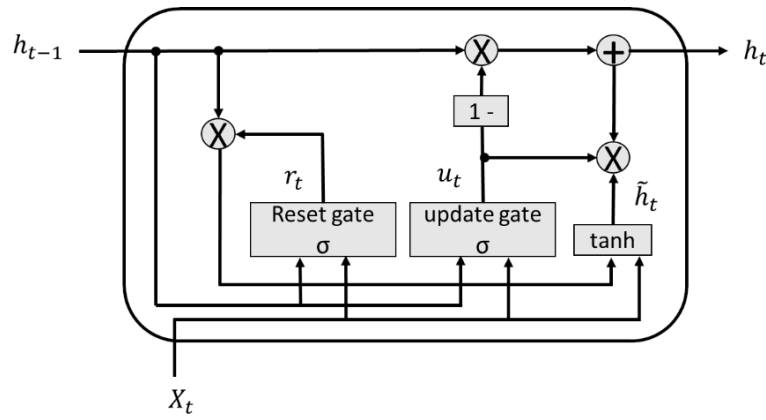 h_{t-1}
X
+
h_t
1 -
X
X
r_t
u_t
h̃_t
Reset gate
σ
update gate
σ
tanh
X_t